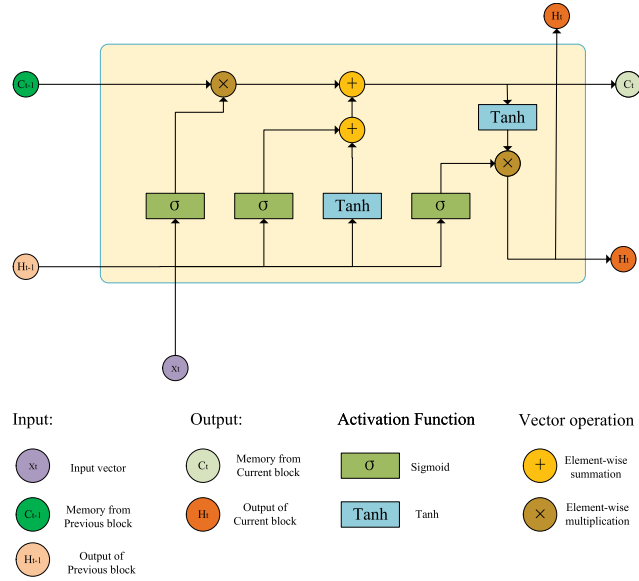 Ht
Ct-1 × + Ct
Tanh
+
×
σ σ Tanh σ
Ht-1 Ht
xt
Input: Output: Activation Function Vector operation
xt Input vector
Ct Memory from
Current block
σ Sigmoid
+ Element-wise
summation
Ct-1 Memory from
Previous block
Ht Output of
Current block
Tanh Tanh
× Element-wise
multiplication
Ht-1 Output of
Previous block